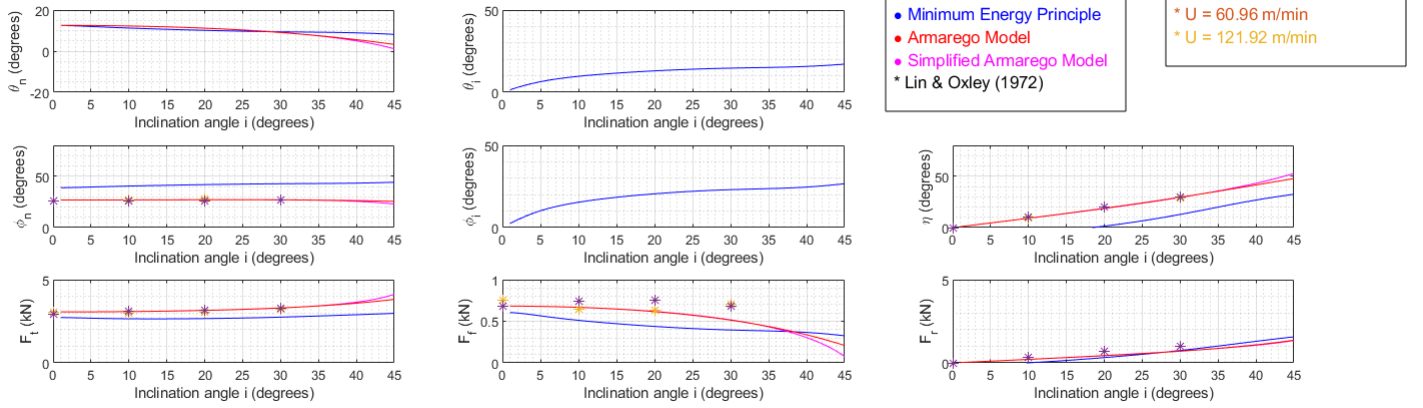 20
0
-20
θn (degrees)
0 5 10 15 20 25 30 35 40 45
Inclination angle i (degrees)
50
0
θi (degrees)
0 5 10 15 20 25 30 35 40 45
Inclination angle i (degrees)
● Minimum Energy Principle
● Armarego Model
● Simplified Armarego Model
* Lin & Oxley (1972)
* U = 60.96 m/min
* U = 121.92 m/min
50
0
ϕn (degrees)
0 5 10 15 20 25 30 35 40 45
Inclination angle i (degrees)
50
0
ϕi (degrees)
0 5 10 15 20 25 30 35 40 45
Inclination angle i (degrees)
50
0
η (degrees)
0 5 10 15 20 25 30 35 40 45
Inclination angle i (degrees)
5
0
Ft (kN)
0 5 10 15 20 25 30 35 40 45
Inclination angle i (degrees)
1
0.5
0
Ff (kN)
0 5 10 15 20 25 30 35 40 45
Inclination angle i (degrees)
5
0
Fr (kN)
0 5 10 15 20 25 30 35 40 45
Inclination angle i (degrees)